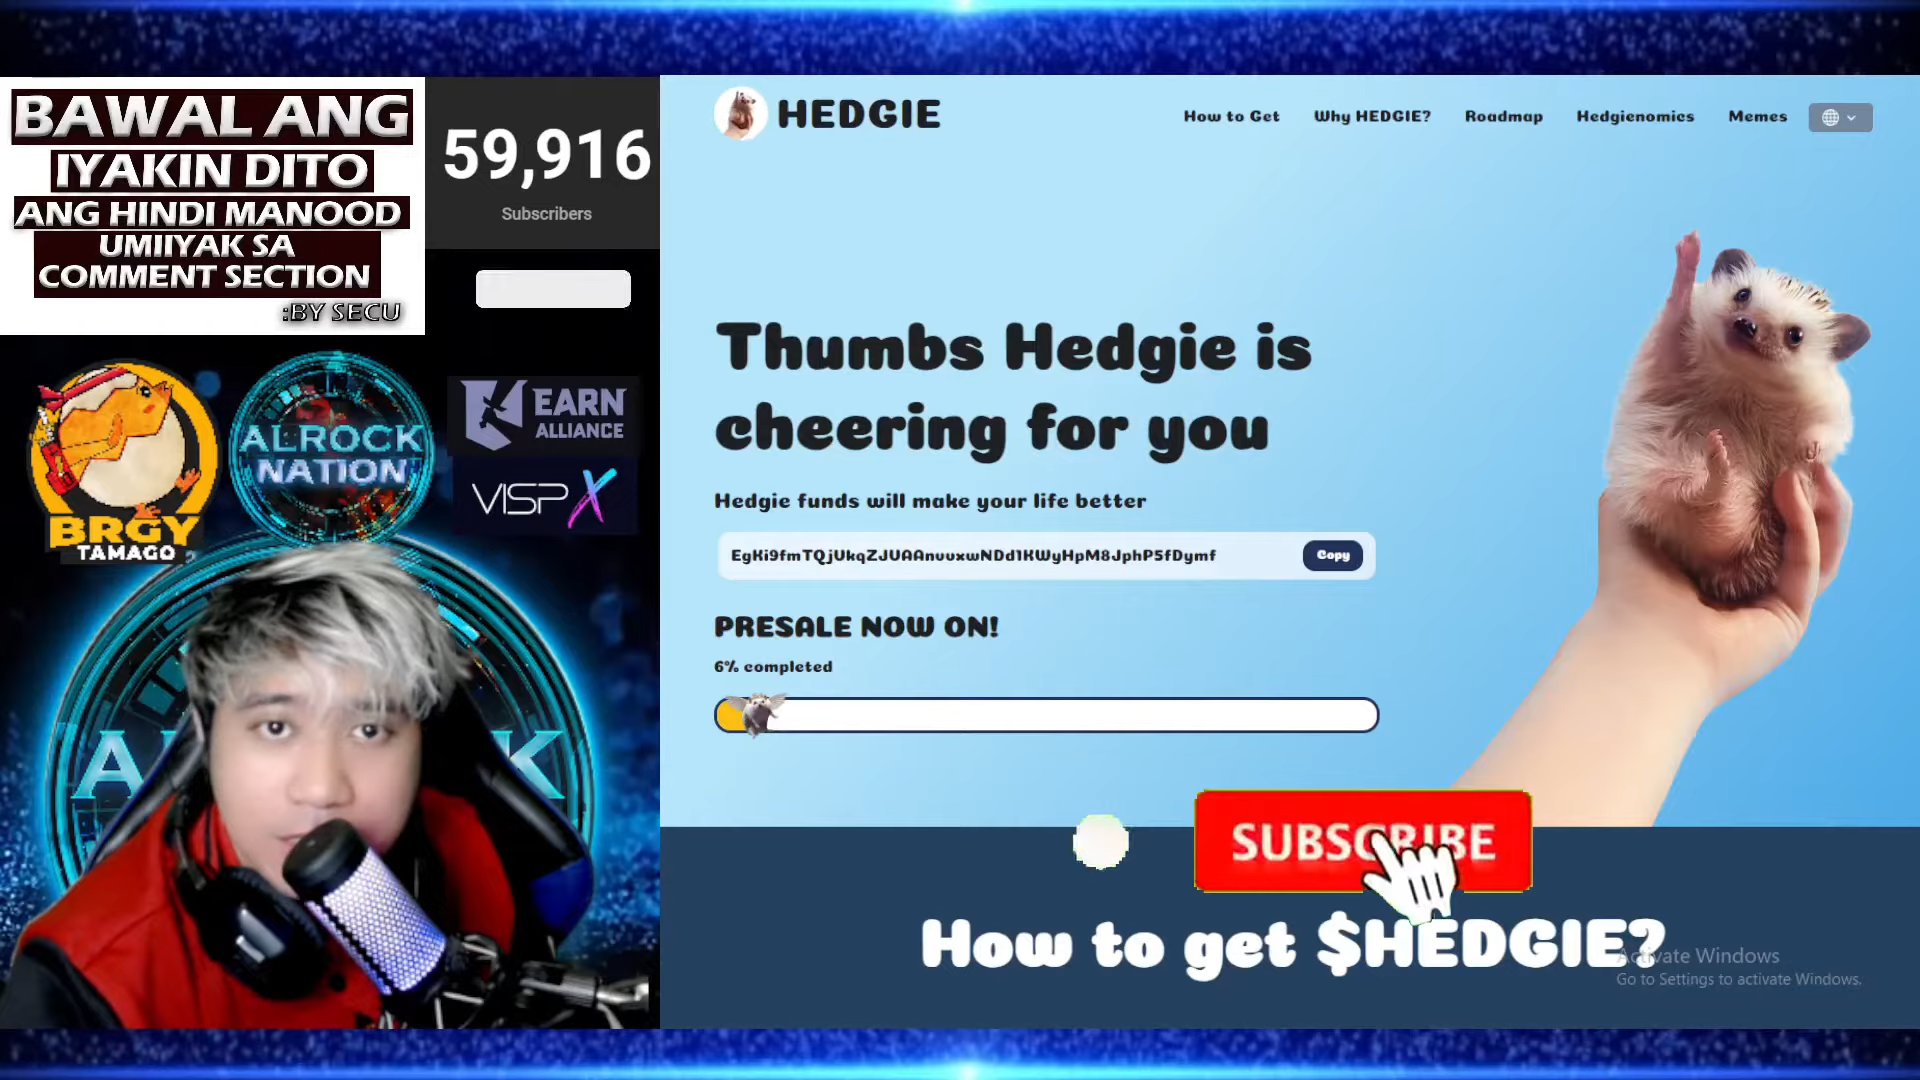 BAWAL ANG
IYAKIN DITO
ANG HINDI MANOOD
UMIIYAK SA
COMMENT SECTION
:BY SECU
59,916
Subscribers
BRGY
TAMAGO
ALROCK
NATION
EARN
ALLIANCE
VISPX
HEDGIE
How to Get
Why HEDGIE?
Roadmap
Hedgienomics
Memes
Thumbs Hedgie is
cheering for you
Hedgie funds will make your life better
EgKi9fmTQjUkqZJUAAnvvxwNDd1KWyHpM8JphP5fDymf
Copy
PRESALE NOW ON!
6% completed
SUBSCRIBE
How to get $HEDGIE?
Activate Windows
Go to Settings to activate Windows.